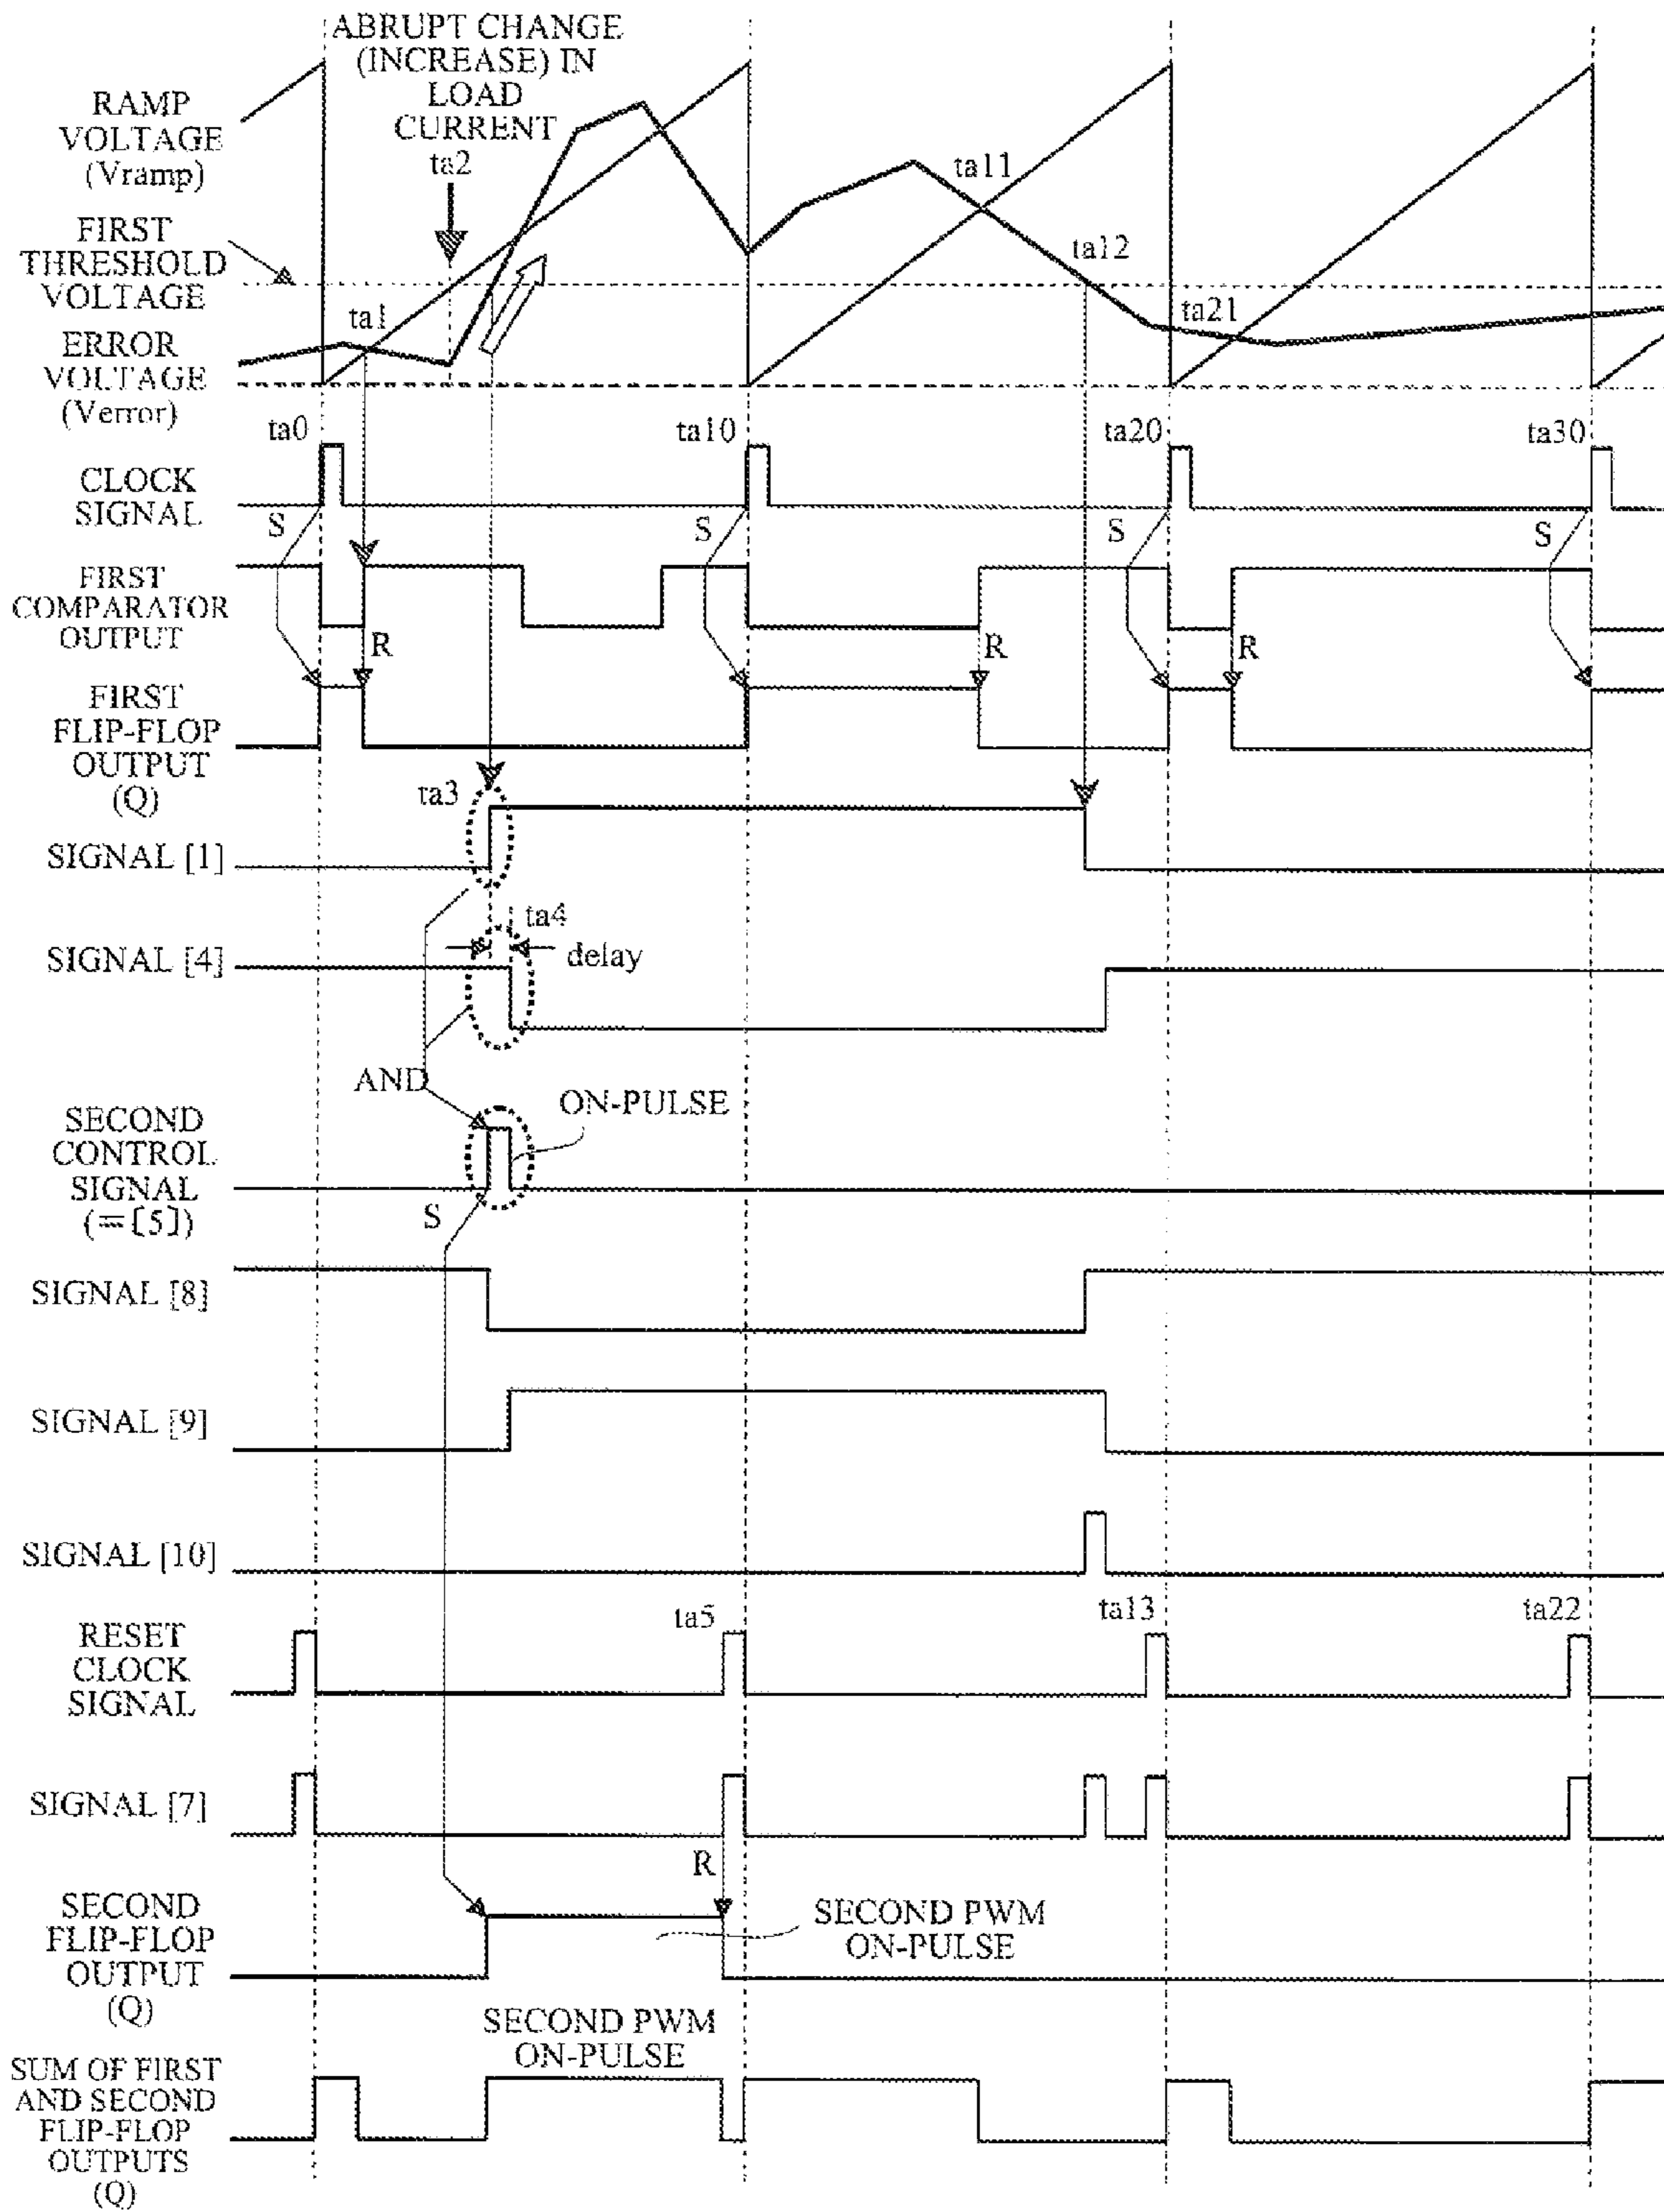 ABRUPT CHANGE
(INCREASE) IN
LOAD
CURRENT
ta2
RAMP
VOLTAGE
(Vramp)
FIRST
THRESHOLD
VOLTAGE
ERROR
VOLTAGE
(Verror)
ta1
ta11
ta12
ta21
ta0
ta10
ta20
ta30
CLOCK
SIGNAL
S
S
S
S
FIRST
COMPARATOR
OUTPUT
R
R
R
FIRST
FLIP-FLOP
OUTPUT
(Q)
ta3
SIGNAL [1]
ta4
delay
SIGNAL [4]
AND
ON-PULSE
SECOND
CONTROL
SIGNAL
(=[5])
S
SIGNAL [8]
SIGNAL [9]
SIGNAL [10]
ta5
ta13
ta22
RESET
CLOCK
SIGNAL
SIGNAL [7]
R
SECOND
FLIP-FLOP
OUTPUT
(Q)
SECOND PWM
ON-PULSE
SECOND PWM
ON-PULSE
SUM OF FIRST
AND SECOND
FLIP-FLOP
OUTPUTS
(Q)